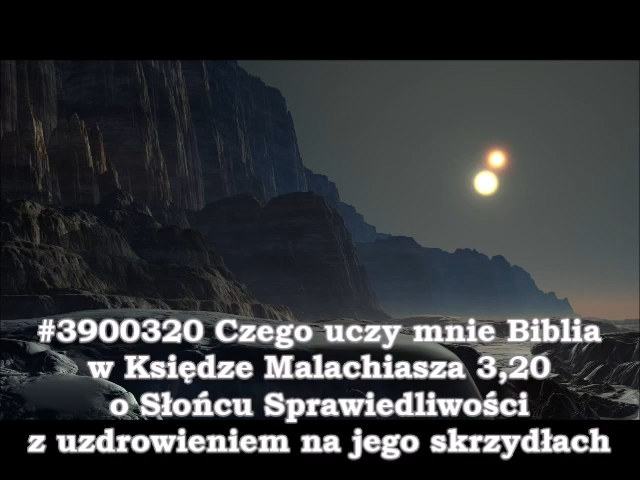 #3900320 Czego uczy mnie Biblia
w Księdze Malachiasza 3,20
o Słońcu Sprawiedliwości
z uzdrowieniem na jego skrzydłach